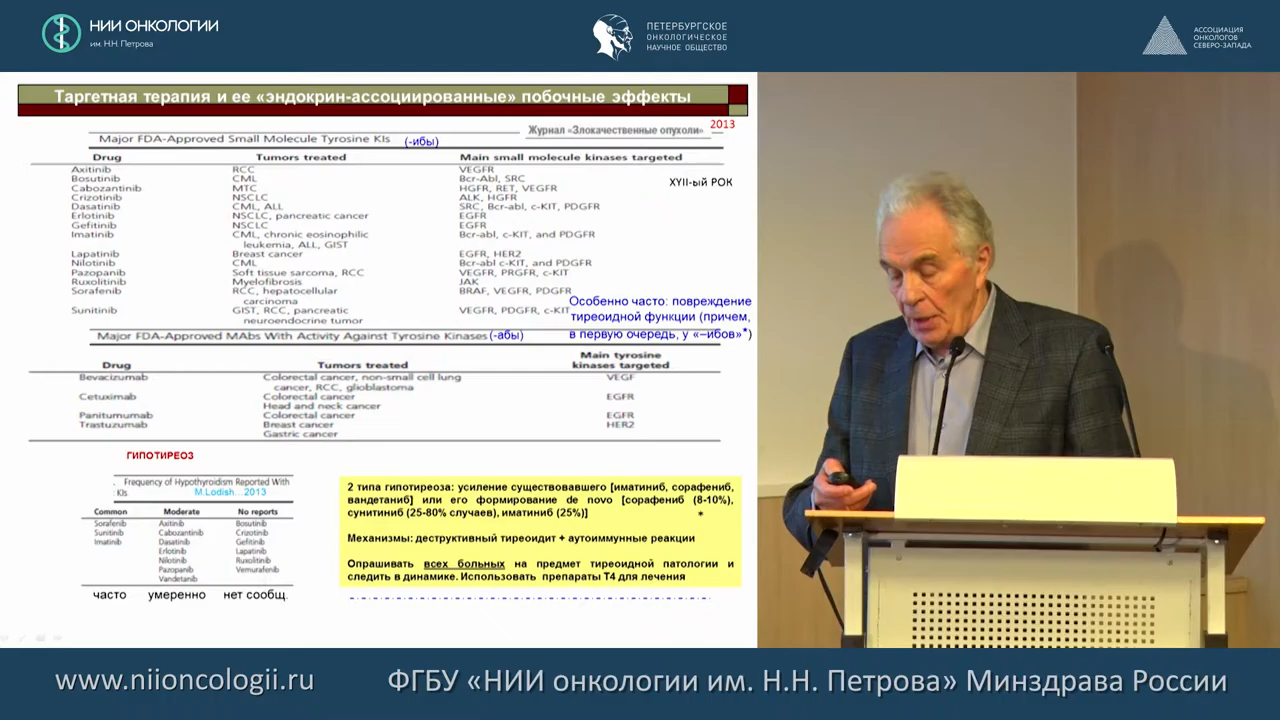 НИИ ОНКОЛОГИИ
им. Н.Н. Петрова
ПЕТЕРБУРГСКОЕ
ОНКОЛОГИЧЕСКОЕ
НАУЧНОЕ ОБЩЕСТВО
АССОЦИАЦИЯ
ОНКОЛОГОВ
СЕВЕРО-ЗАПАДА
Таргетная терапия и ее «эндокрин-ассоциированные» побочные эффекты
2013
Журнал «Злокачественные опухоли»
Major FDA-Approved Small Molecule Tyrosine KIs (-ибы)
Drug Tumors treated Main small molecule kinases targeted
XYII-ый РОК
Axitinib RCC VEGFR
Bosutinib CML Bcr-Abl, SRC
Cabozantinib MTC HGFR, RET, VEGFR
Crizotinib NSCLC ALK, HGFR
Dasatinib CML, ALL SRC, Bcr-abl, c-KIT, PDGFR
Erlotinib NSCLC, pancreatic cancer EGFR
Gefitinib NSCLC EGFR
Imatinib CML, chronic eosinophilic Bcr-abl, c-KIT, and PDGFR
leukemia, ALL, GIST
Lapatinib Breast cancer EGFR, HER2
Nilotinib CML Bcr-abl c-KIT, and PDGFR
Pazopanib Soft tissue sarcoma, RCC VEGFR, PRGFR, c-KIT
Ruxolitinib Myelofibrosis JAK
Sorafenib RCC, hepatocellular BRAF, VEGFR, PDGFR
carcinoma
Sunitinib GIST, RCC, pancreatic VEGFR, PDGFR, c-KIT
neuroendocrine tumor
Особенно часто: повреждение
тиреоидной функции (причем,
в первую очередь, у «–ибов»*)
Major FDA-Approved MAbs With Activity Against Tyrosine Kinases (-абы)
Drug Tumors treated Main tyrosine
kinases targeted
Bevacizumab Colorectal cancer, non-small cell lung VEGF
cancer, RCC, glioblastoma
Cetuximab Colorectal cancer EGFR
Head and neck cancer
Panitumumab Colorectal cancer EGFR
Trastuzumab Breast cancer HER2
Gastric cancer
ГИПОТИРЕОЗ
. Frequency of Hypothyroidism Reported With
KIs M.Lodish...2013
Common Moderate No reports
Sorafenib Axitinib Bosutinib
Sunitinib Cabozantinib Crizotinib
Imatinib Dasatinib Gefitinib
Erlotinib Lapatinib
Nilotinib Ruxolitinib
Pazopanib Vemurafenib
Vandetanib
часто умеренно нет сообщ.
2 типа гипотиреоза: усиление существовавшего [иматиниб, сорафениб,
вандетаниб] или его формирование de novo [сорафениб (8-10%),
сунитиниб (25-80% случаев), иматиниб (25%)] *
Механизмы: деструктивный тиреоидит + аутоиммунные реакции
Опрашивать всех больных на предмет тиреоидной патологии и
следить в динамике. Использовать препараты Т4 для лечения
www.niioncologii.ru
ФГБУ «НИИ онкологии им. Н.Н. Петрова» Минздрава России